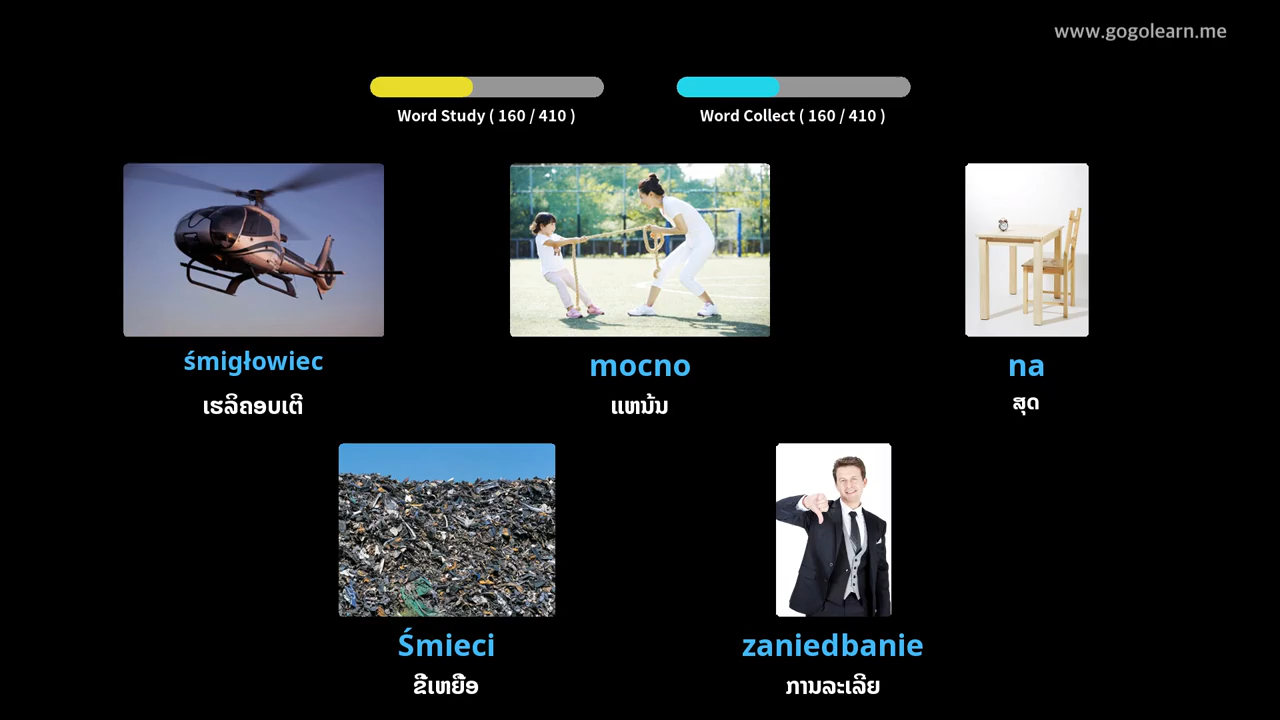 www.gogolearn.me
Word Study ( 160 / 410 )
Word Collect ( 160 / 410 )
śmigłowiec
ເຮລິຄອບເຕີ
mocno
ແຫນ້ນ
na
ສຸດ
Śmieci
ຂີ້ເຫຍື້ອ
zaniedbanie
ການລະເລີຍ